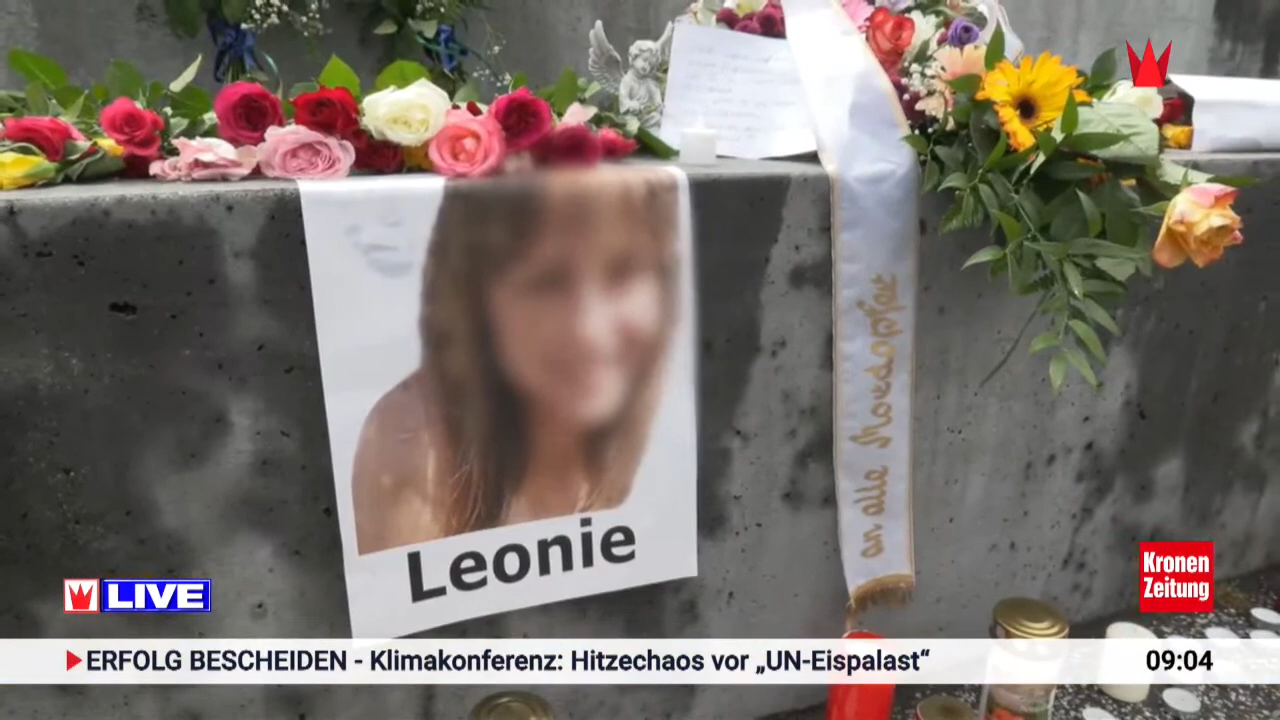 an alle Mordopfer
Leonie
LIVE
Kronen
Zeitung
ERFOLG BESCHEIDEN - Klimakonferenz: Hitzechaos vor „UN-Eispalast“
09:04